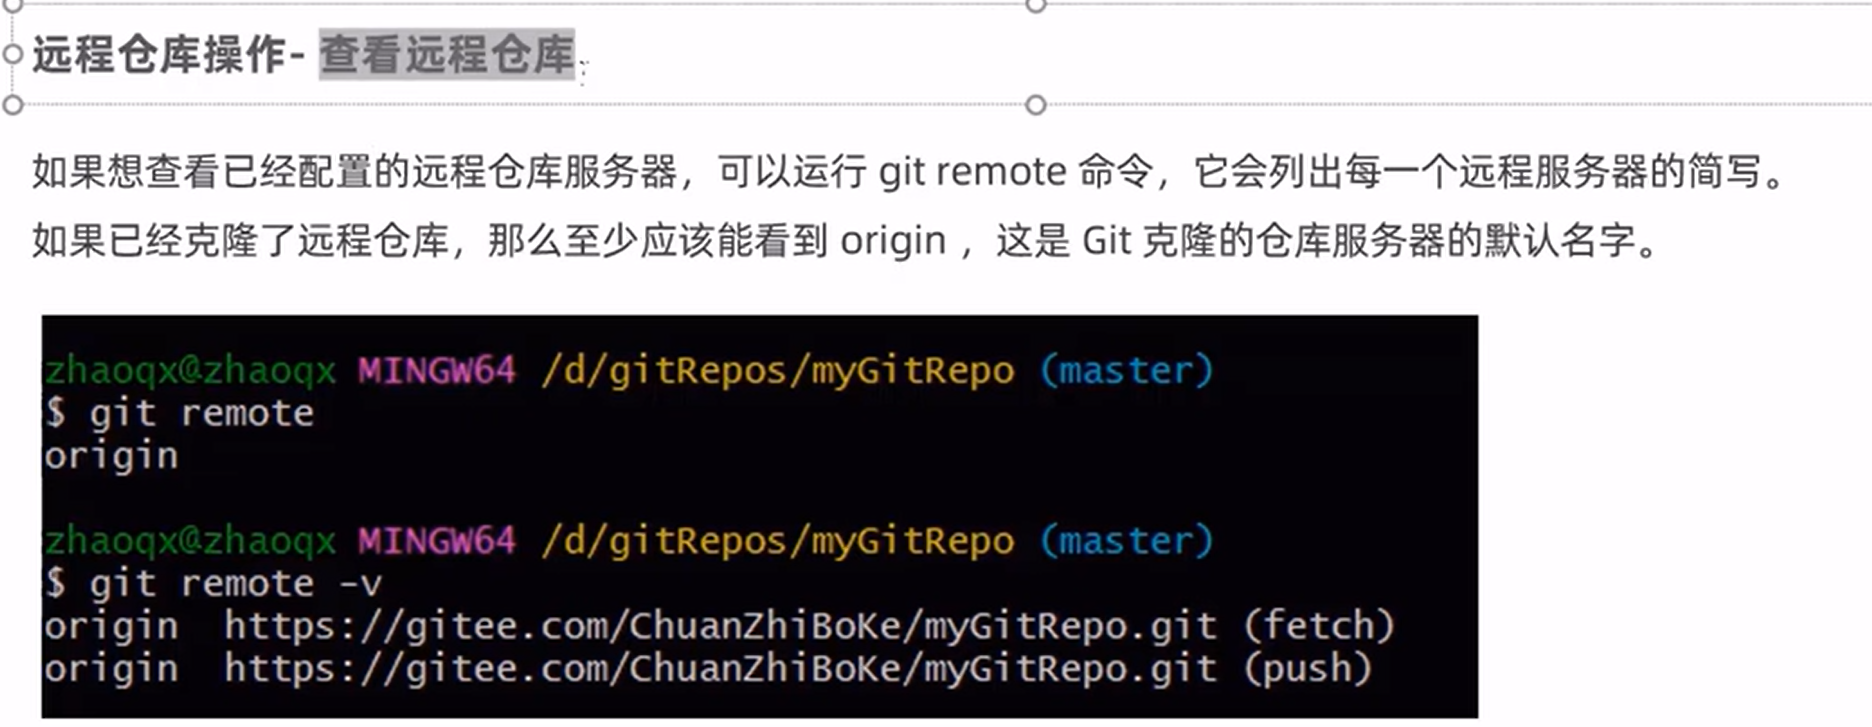 远程仓库操作- 查看远程仓库
如果想查看已经配置的远程仓库服务器，可以运行 git remote 命令，它会列出每一个远程服务器的简写。
如果已经克隆了远程仓库，那么至少应该能看到 origin ，这是 Git 克隆的仓库服务器的默认名字。
zhaoqx@zhaoqx MINGW64 /d/gitRepos/myGitRepo (master)
$ git remote
origin
zhaoqx@zhaoqx MINGW64 /d/gitRepos/myGitRepo (master)
$ git remote -v
origin  https://gitee.com/ChuanZhiBoKe/myGitRepo.git (fetch)
origin  https://gitee.com/ChuanZhiBoKe/myGitRepo.git (push)